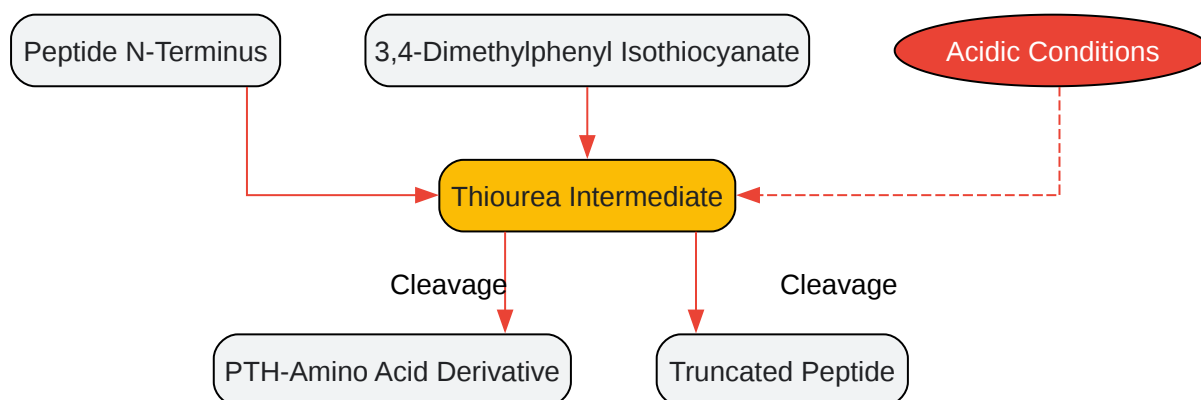 Peptide N-Terminus
3,4-Dimethylphenyl Isothiocyanate
Acidic Conditions
Thiourea Intermediate
Cleavage
Cleavage
PTH-Amino Acid Derivative
Truncated Peptide